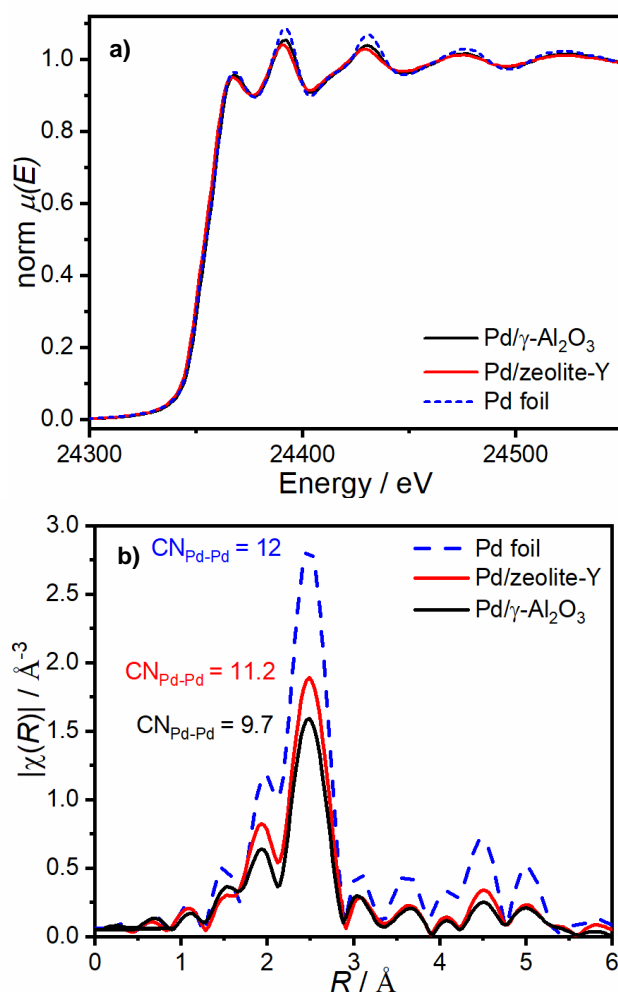 a)
norm μ(E)
1.0
0.8
0.6
0.4
0.2
0.0
Pd/γ-Al₂O₃
Pd/zeolite-Y
Pd foil
24300 24400 24500
Energy / eV
b)
|χ(R)| / Å⁻³
3.0
2.5
2.0
1.5
1.0
0.5
0.0
CN_Pd-Pd = 12
CN_Pd-Pd = 11.2
CN_Pd-Pd = 9.7
Pd foil
Pd/zeolite-Y
Pd/γ-Al₂O₃
0 1 2 3 4 5 6
R / Å